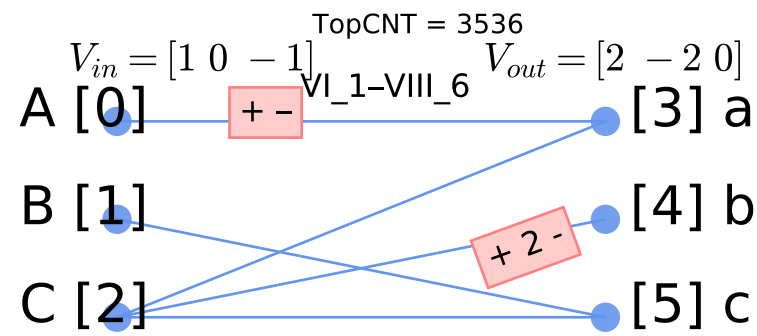 TopCNT = 3536
V_in = [1 0 −1] V_out = [2 −2 0]
VI_1–VIII_6
A [0] + – [3] a
B [1] [4] b
+ 2 -
C [2] [5] c